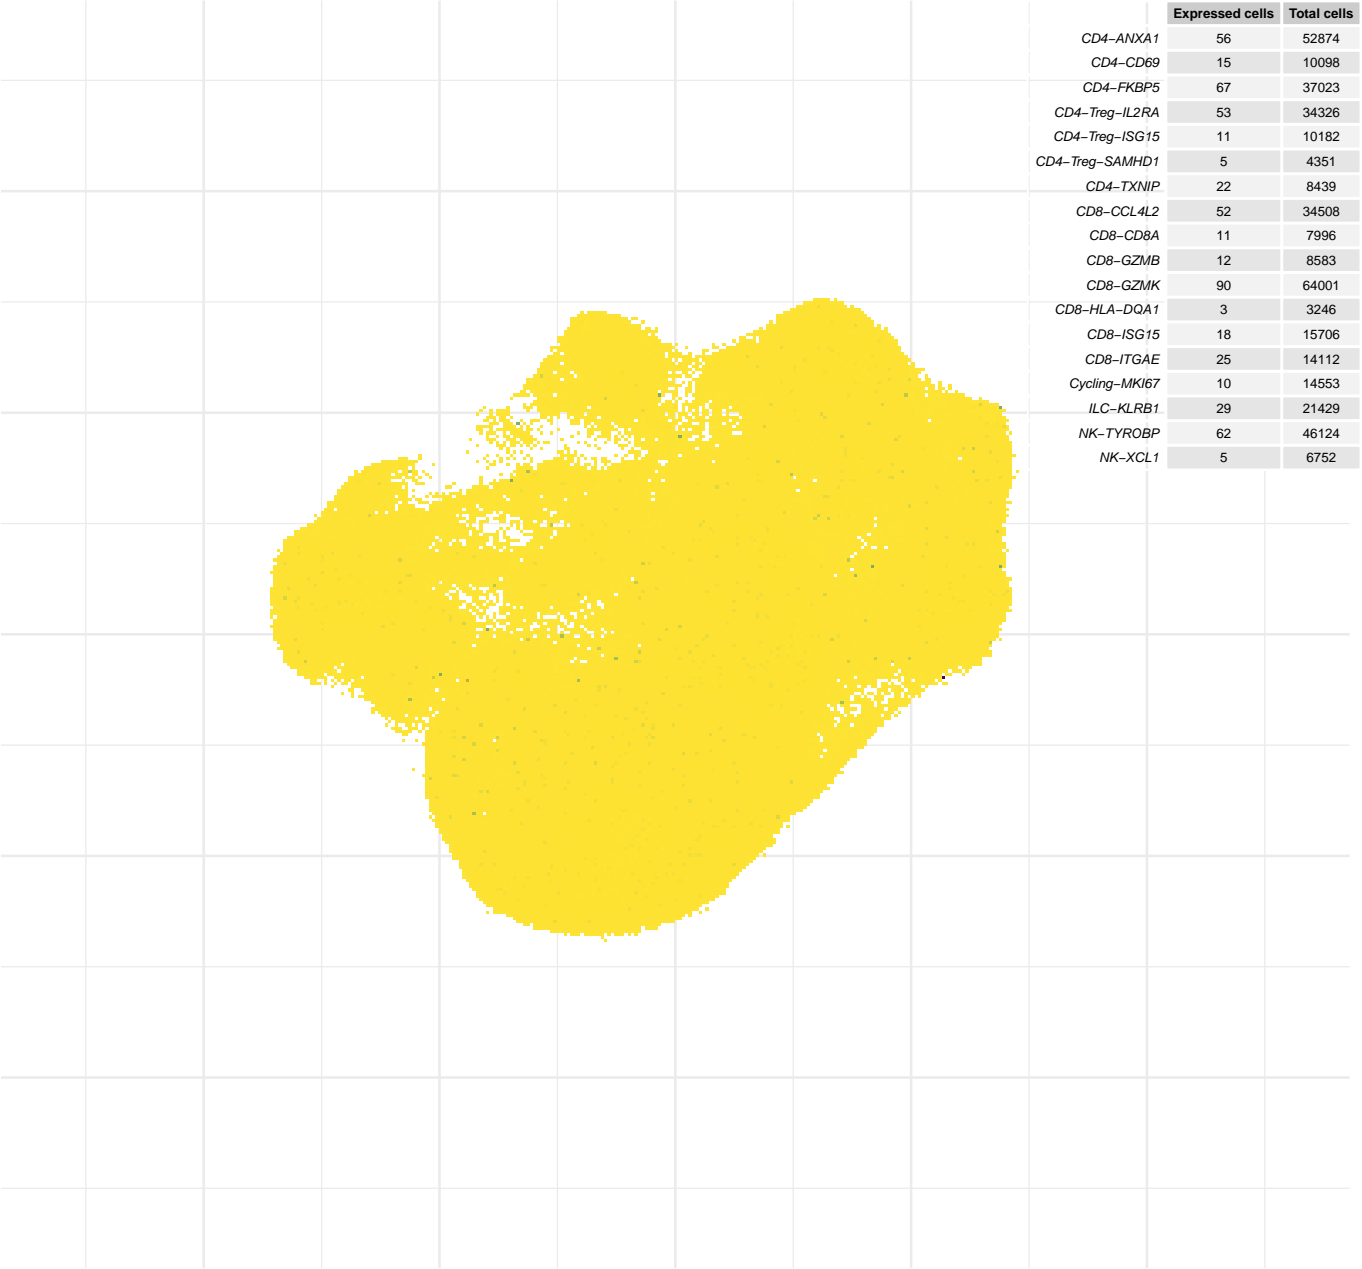 Expressed cells Total cells
CD4−ANXA1 56 52874
CD4−CD69 15 10098
CD4−FKBP5 67 37023
CD4−Treg−IL2RA 53 34326
CD4−Treg−ISG15 11 10182
CD4−Treg−SAMHD1 5 4351
CD4−TXNIP 22 8439
CD8−CCL4L2 52 34508
CD8−CD8A 11 7996
CD8−GZMB 12 8583
CD8−GZMK 90 64001
CD8−HLA−DQA1 3 3246
CD8−ISG15 18 15706
CD8−ITGAE 25 14112
Cycling−MKI67 10 14553
ILC−KLRB1 29 21429
NK−TYROBP 62 46124
NK−XCL1 5 6752